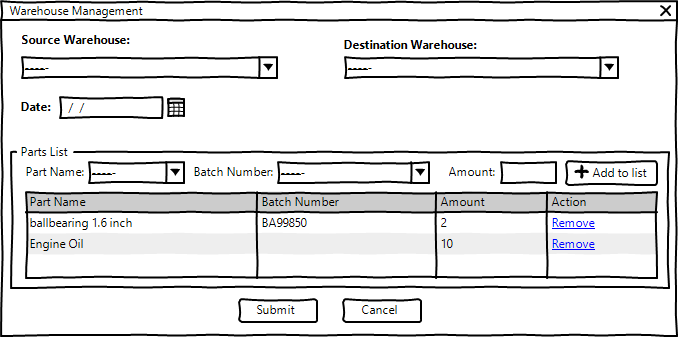 Warehouse Management
Source Warehouse:
Destination Warehouse:
-----
-----
Date: / /
Parts List
Part Name: ----- Batch Number: ----- Amount: Add to list
Part Name Batch Number Amount Action
ballbearing 1.6 inch BA99850 2 Remove
Engine Oil 10 Remove
Submit Cancel